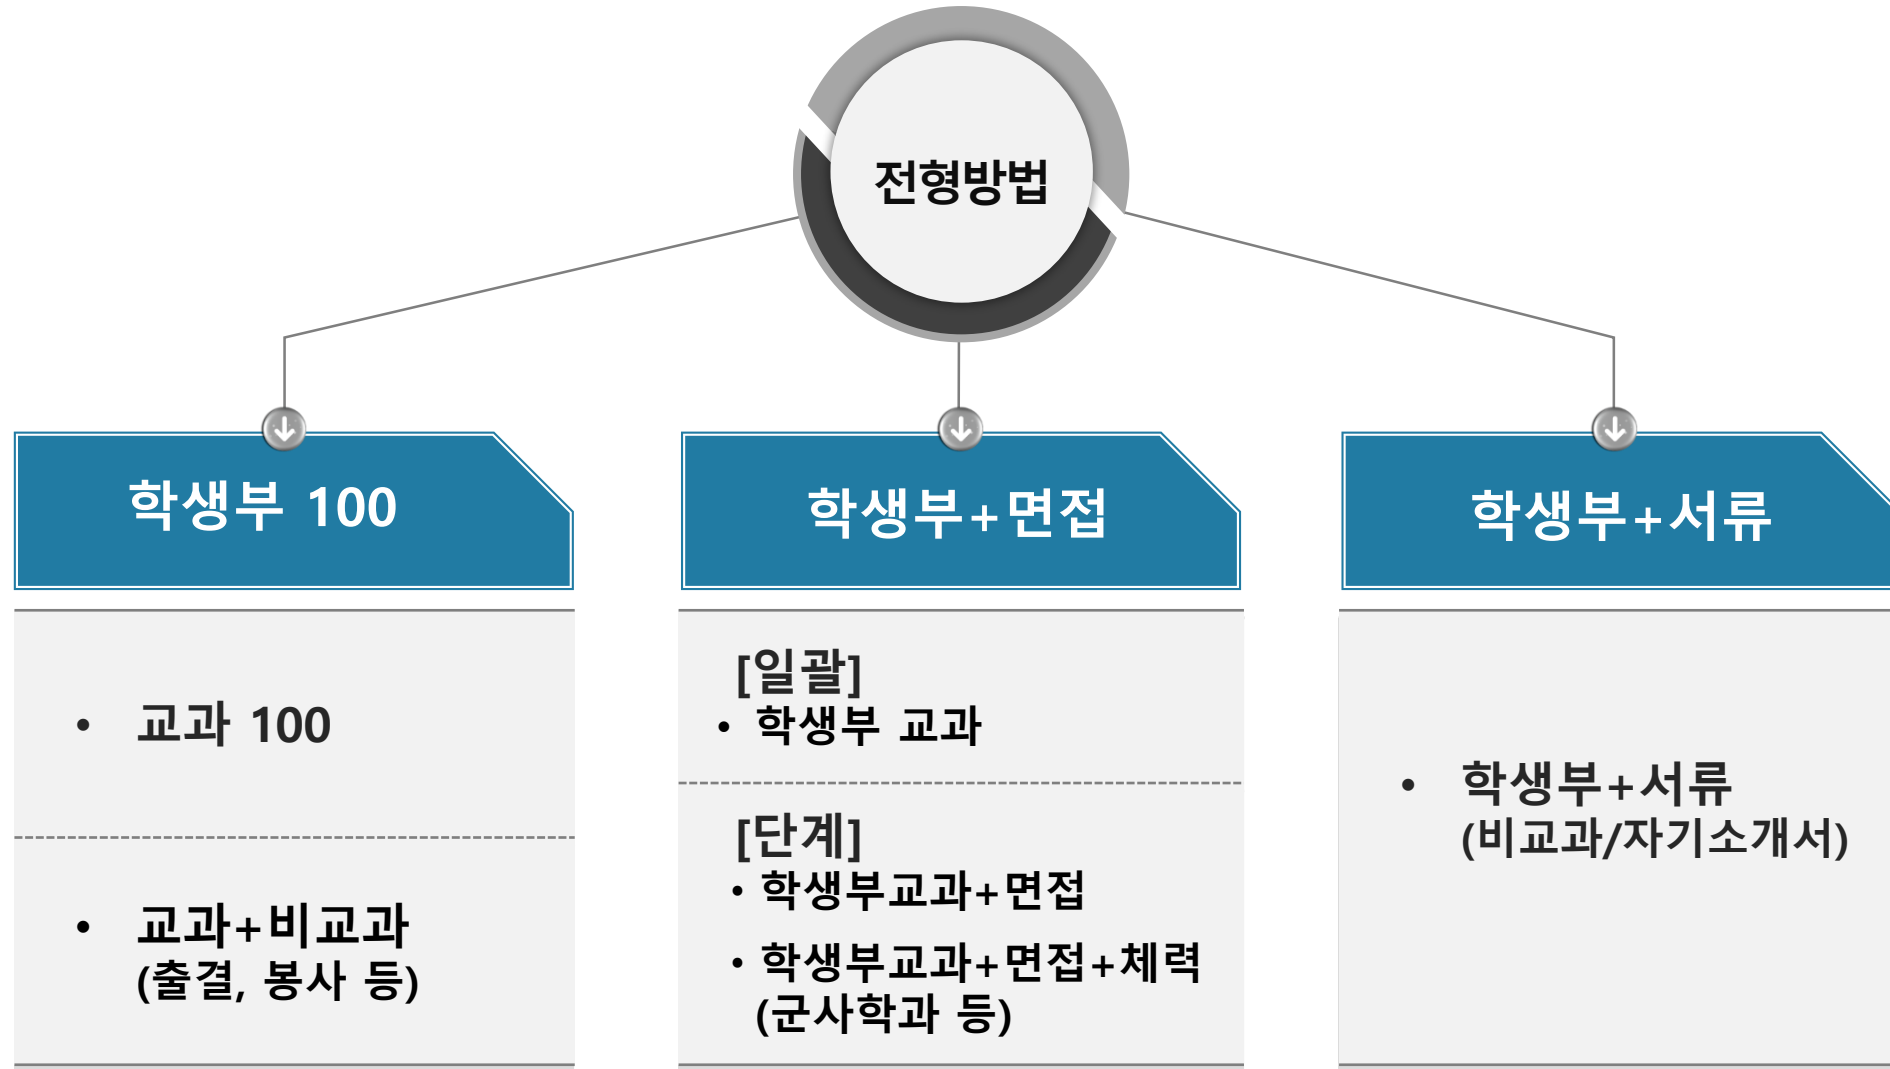 전형방법
학생부 100
• 교과 100
• 교과+비교과
(출결, 봉사 등)
학생부+면접
[일괄]
• 학생부 교과
[단계]
• 학생부교과+면접
• 학생부교과+면접+체력
(군사학과 등)
학생부+서류
• 학생부+서류
(비교과/자기소개서)